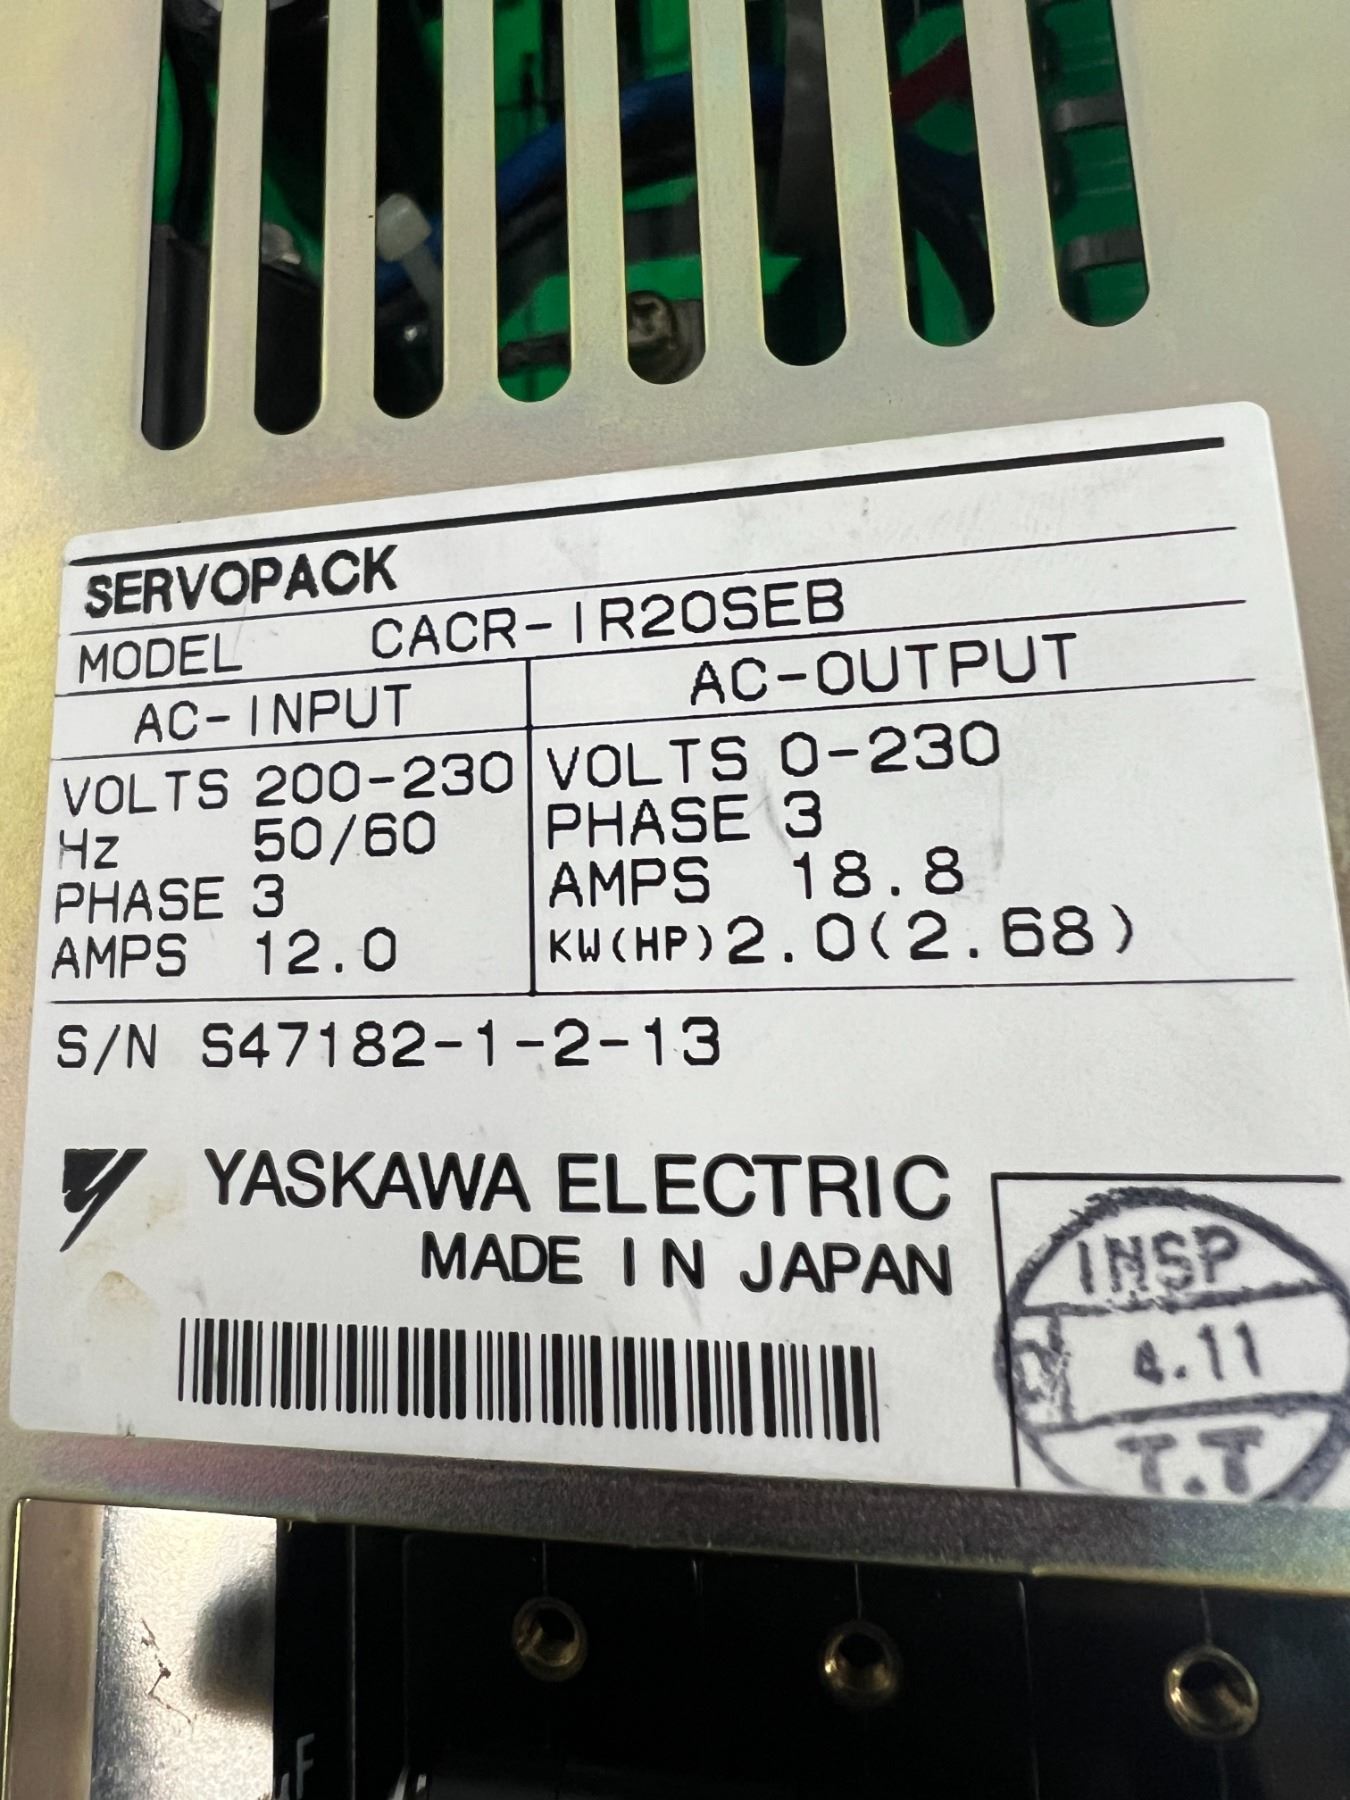 SERVOPACK
MODEL CACR-IR20SEB
AC-INPUT AC-OUTPUT
VOLTS 200-230 VOLTS 0-230
Hz 50/60 PHASE 3
PHASE 3 AMPS 18.8
AMPS 12.0 KW(HP) 2.0(2.68)
S/N S47182-1-2-13
YASKAWA ELECTRIC
MADE IN JAPAN
INSP
4.11
T.T